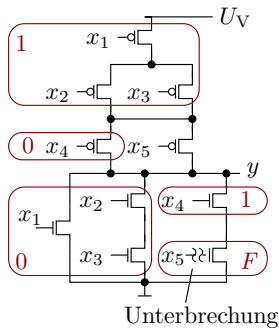 U_V
x_1
1
x_2 x_3
0
x_4 x_5
y
x_2 x_4 1
x_1
x_3 x_5 F
0
Unterbrechung